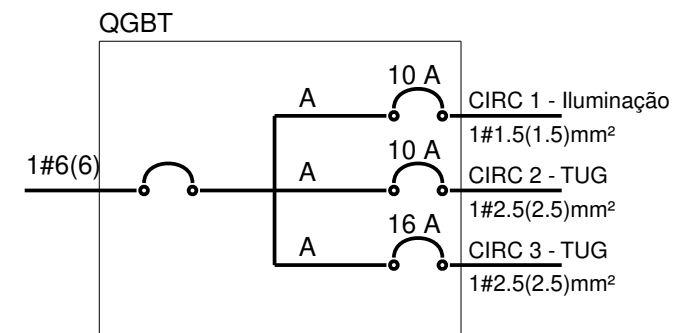 QGBT
10 A
A
CIRC 1 - Iluminação
1#1.5(1.5)mm²
1#6(6)
10 A
A
CIRC 2 - TUG
1#2.5(2.5)mm²
16 A
A
CIRC 3 - TUG
1#2.5(2.5)mm²